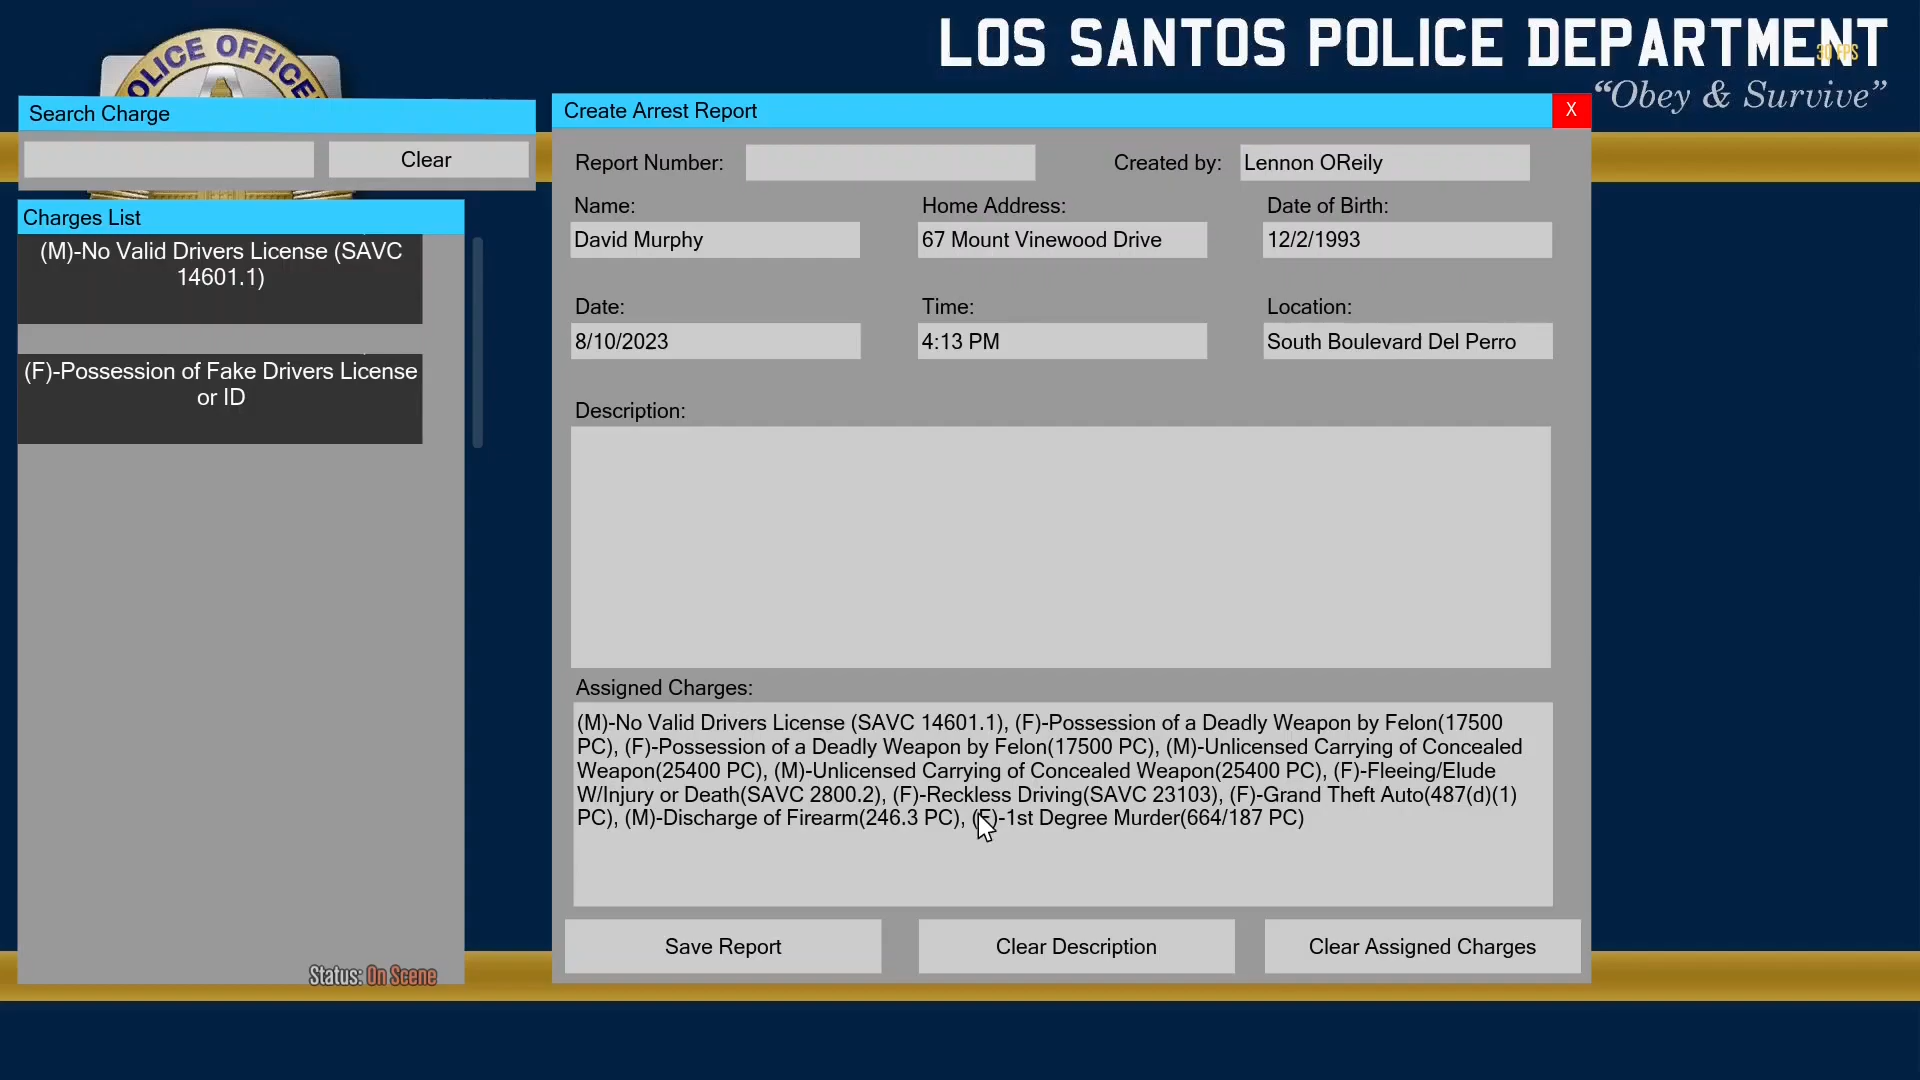 LOS SANTOS POLICE DEPARTMENT
30 FPS
“Obey & Survive”
POLICE OFFICER
Search Charge
Clear
Charges List
(M)-No Valid Drivers License (SAVC
14601.1)
(F)-Possession of Fake Drivers License
or ID
Status: On Scene
Create Arrest Report
X
Report Number:
Created by:
Lennon OReily
Name:
Home Address:
Date of Birth:
David Murphy
67 Mount Vinewood Drive
12/2/1993
Date:
Time:
Location:
8/10/2023
4:13 PM
South Boulevard Del Perro
Description:
Assigned Charges:
(M)-No Valid Drivers License (SAVC 14601.1), (F)-Possession of a Deadly Weapon by Felon(17500
PC), (F)-Possession of a Deadly Weapon by Felon(17500 PC), (M)-Unlicensed Carrying of Concealed
Weapon(25400 PC), (M)-Unlicensed Carrying of Concealed Weapon(25400 PC), (F)-Fleeing/Elude
W/Injury or Death(SAVC 2800.2), (F)-Reckless Driving(SAVC 23103), (F)-Grand Theft Auto(487(d)(1)
PC), (M)-Discharge of Firearm(246.3 PC), (F)-1st Degree Murder(664/187 PC)
Save Report
Clear Description
Clear Assigned Charges